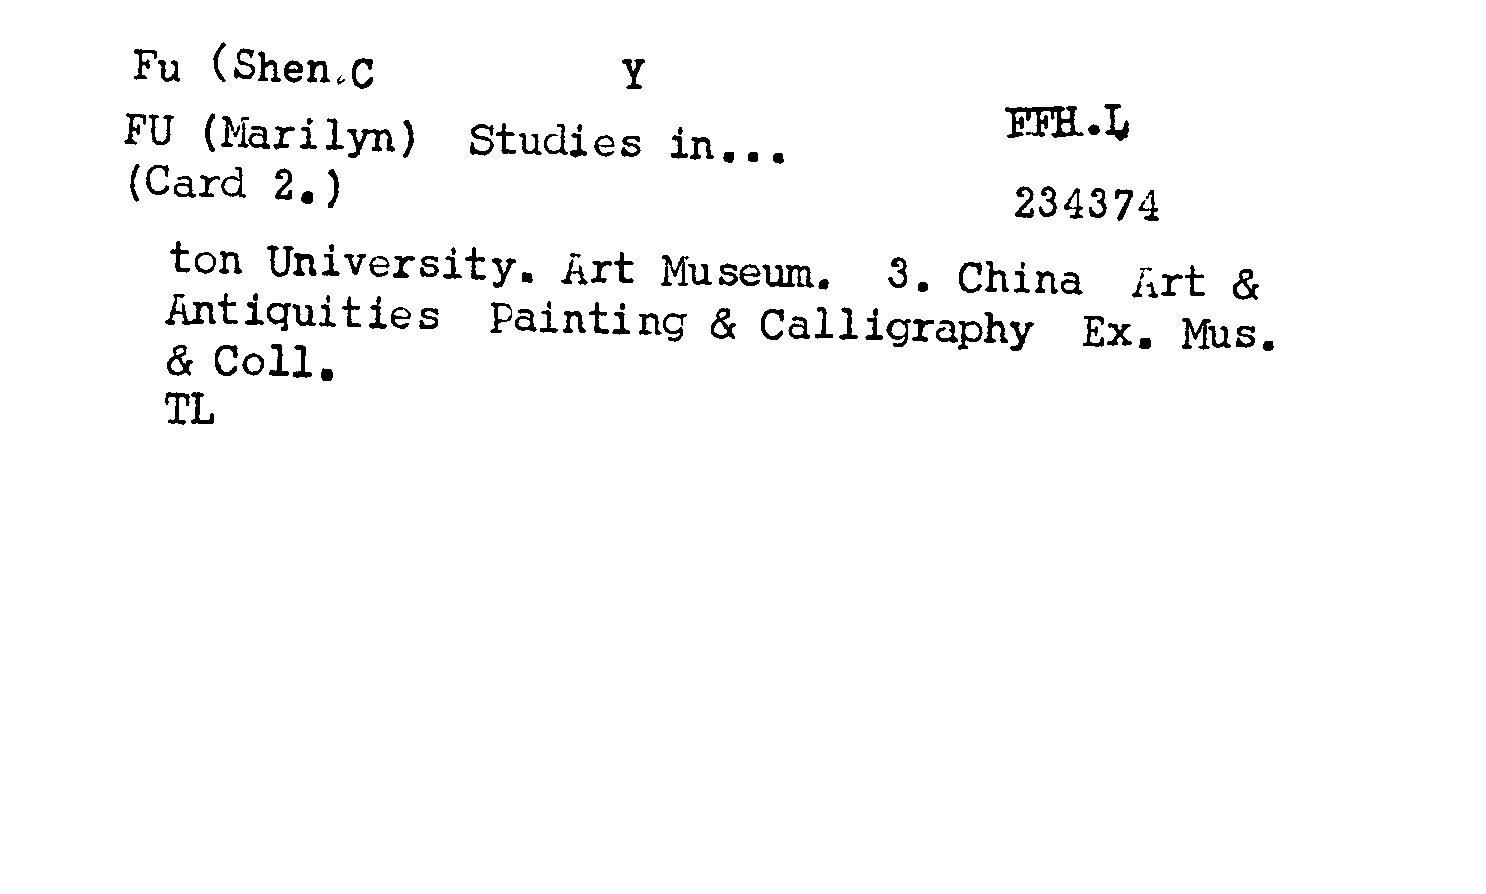 Fu (Shen.C Y
FU (Marilyn) Studies in... FFH.L
(Card 2.)
234374
ton University. Art Museum. 3. China Art &
Antiquities Painting & Calligraphy Ex. Mus.
& Coll.
TL